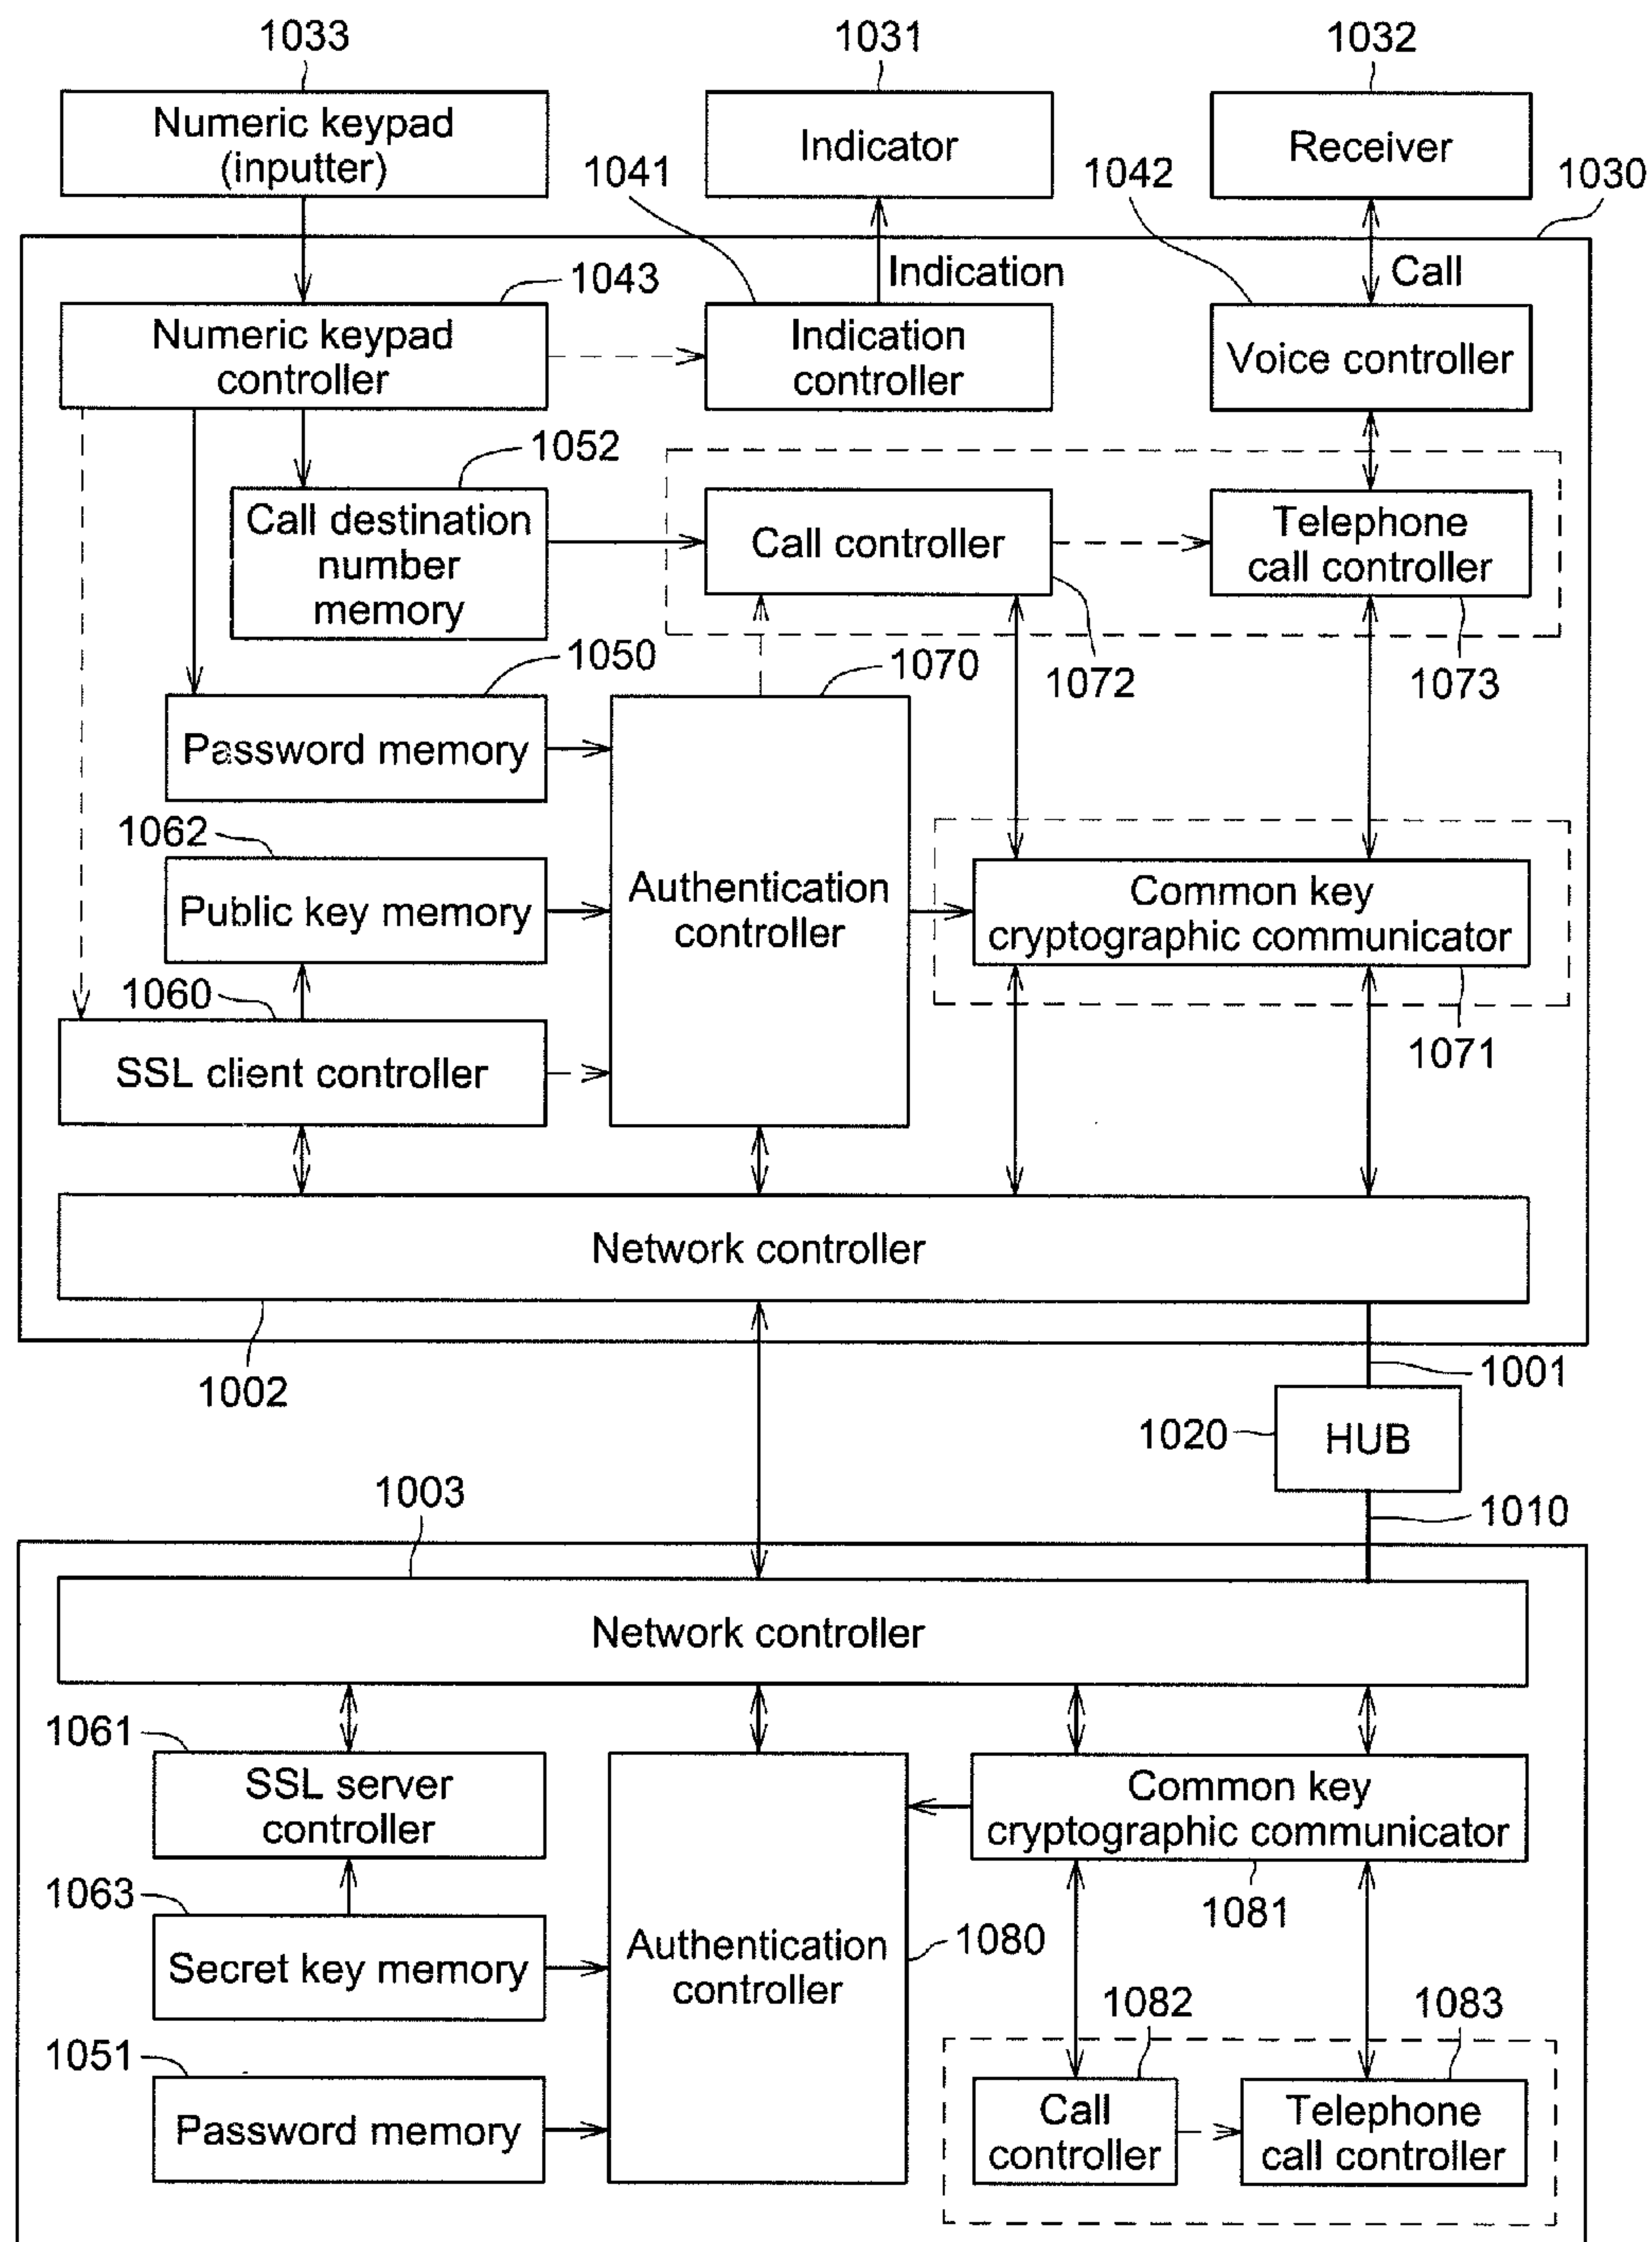 1033
1031
1032
Numeric keypad
(inputter)
Indicator
Receiver
1041
1042
1030
Indication
Call
1043
Numeric keypad
controller
Indication
controller
Voice controller
1052
Call destination
number
memory
Call controller
Telephone
call controller
1050
1070
1072
1073
Password memory
1062
Public key memory
Authentication
controller
Common key
cryptographic communicator
1060
1071
SSL client controller
Network controller
1002
1001
1020
HUB
1003
1010
Network controller
1061
SSL server
controller
Common key
cryptographic communicator
1063
1081
Secret key memory
Authentication
controller
1080
1082
1083
1051
Password memory
Call
controller
Telephone
call controller